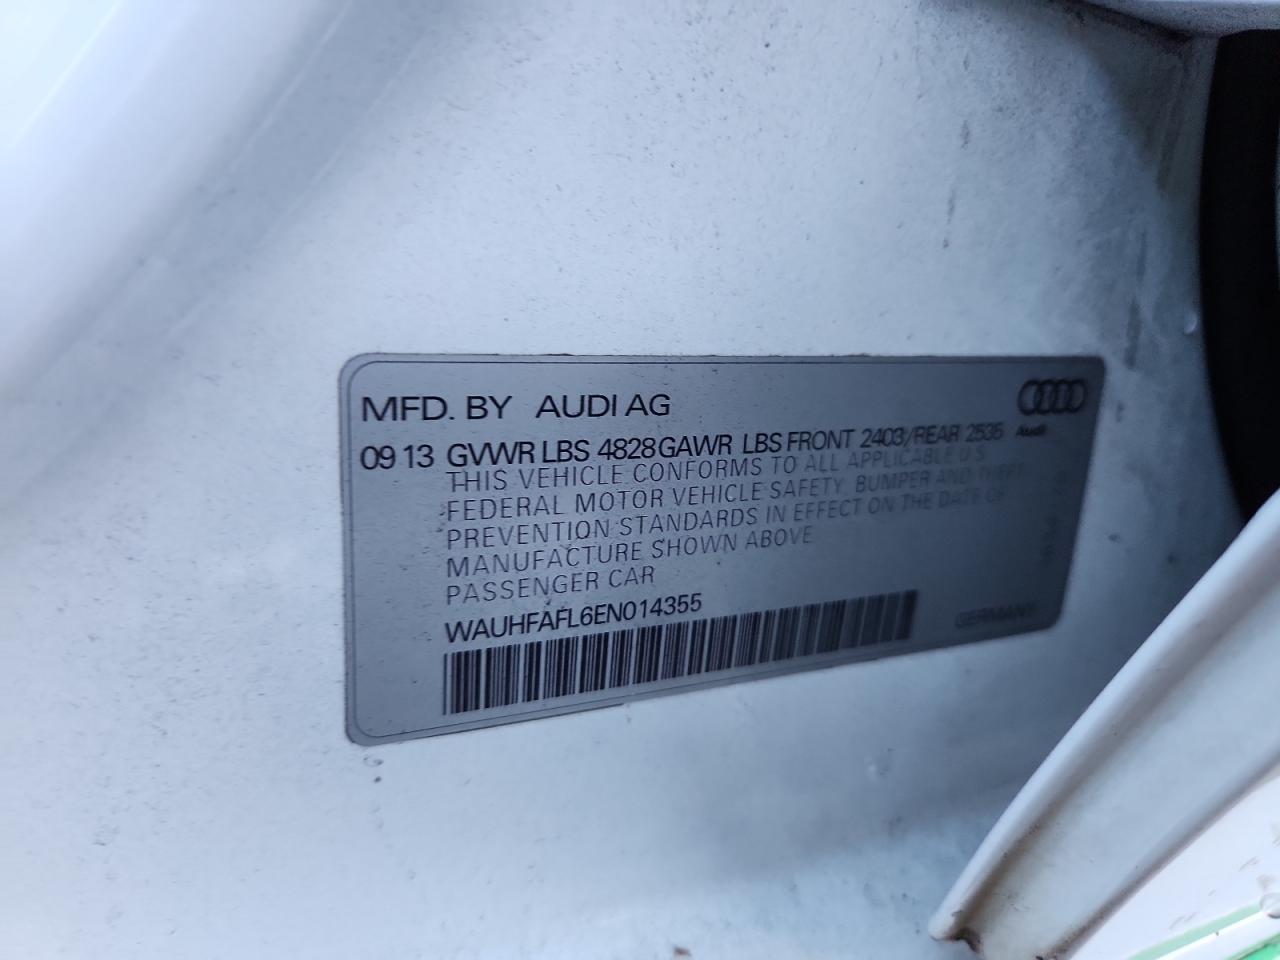 MFD. BY AUDI AG
Audi
09 13 GVWR LBS 4828 GAWR LBS FRONT 2403/REAR 2535
THIS VEHICLE CONFORMS TO ALL APPLICABLE U.S.
FEDERAL MOTOR VEHICLE SAFETY, BUMPER AND THEFT
PREVENTION STANDARDS IN EFFECT ON THE DATE OF
MANUFACTURE SHOWN ABOVE
PASSENGER CAR
WAUHFAFL6EN014355
GERMANY